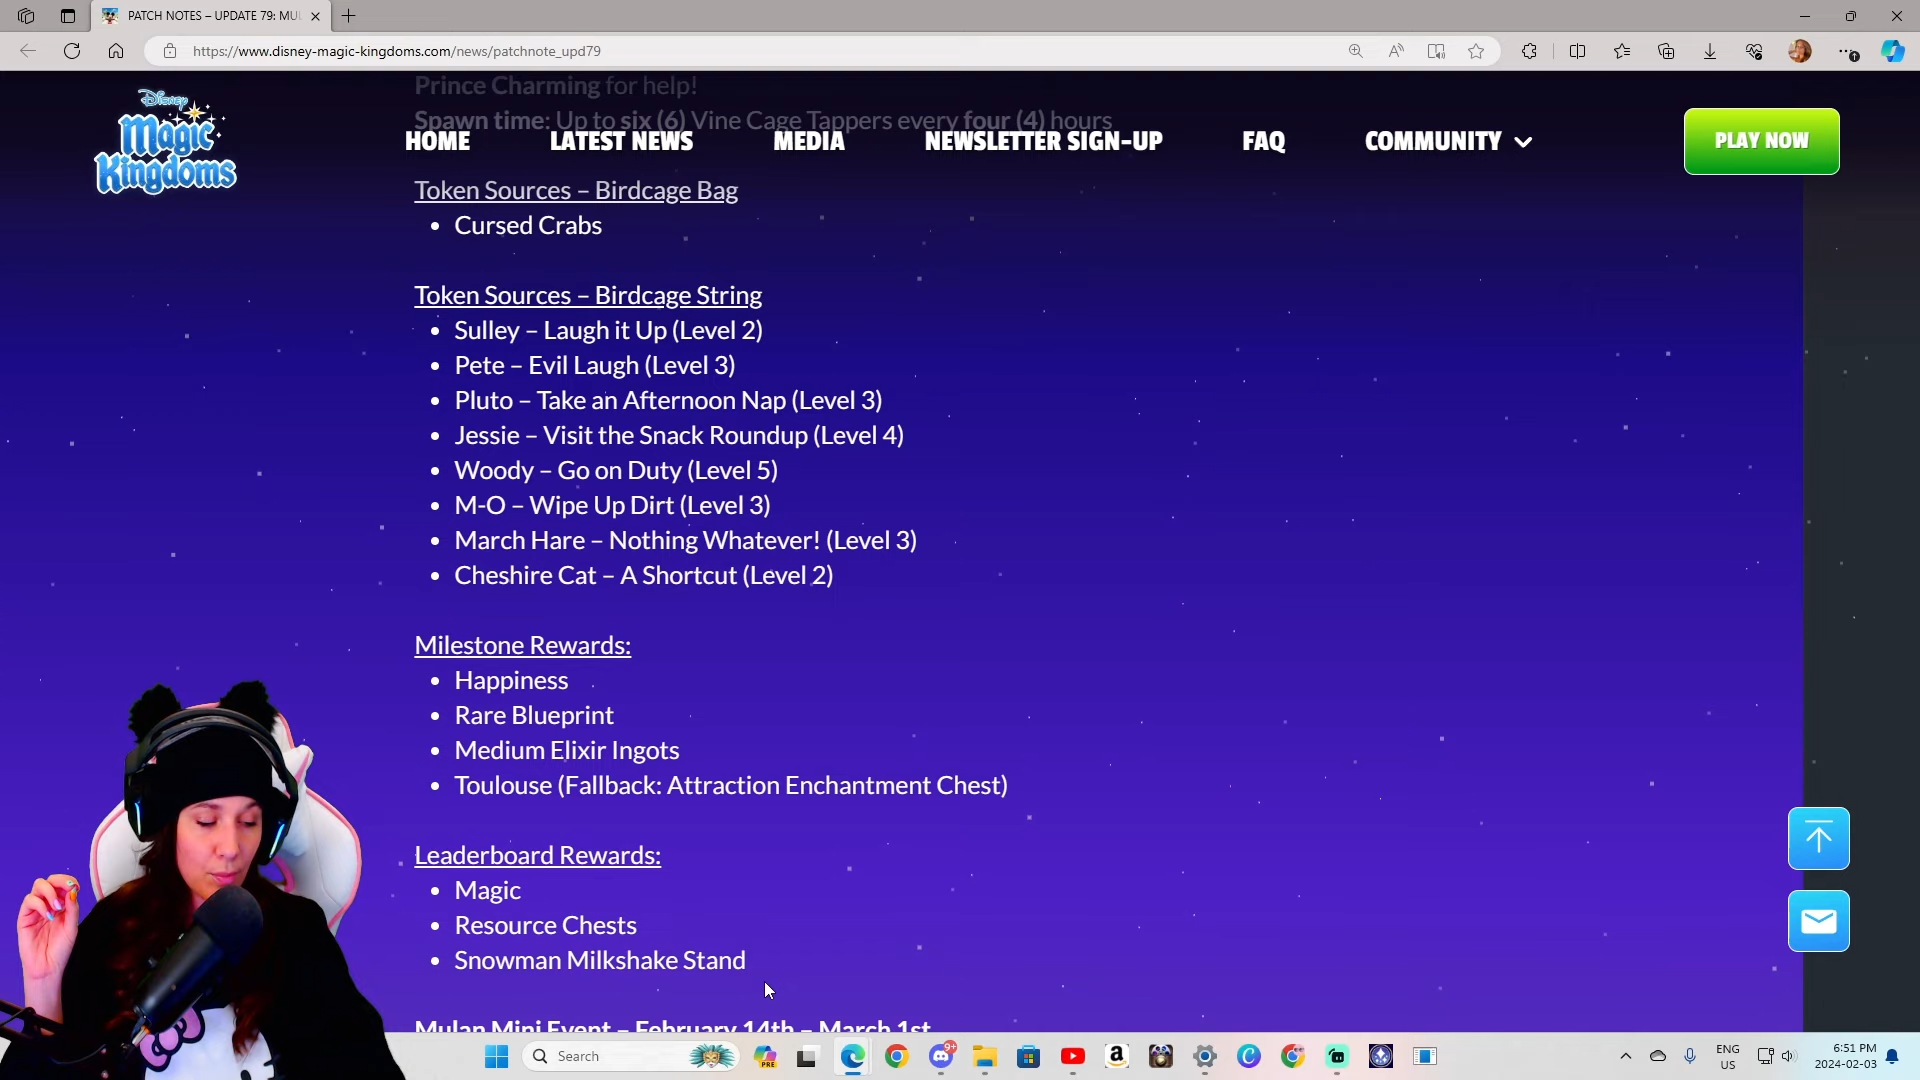 PATCH NOTES – UPDATE 79: MUL
https://www.disney-magic-kingdoms.com/news/patchnote_upd79
Prince Charming for help!
Spawn time: Up to six (6) Vine Cage Tappers every four (4) hours
Disney
Magic
Kingdoms
HOME
LATEST NEWS
MEDIA
NEWSLETTER SIGN-UP
FAQ
COMMUNITY
PLAY NOW
Token Sources – Birdcage Bag
• Cursed Crabs
Token Sources – Birdcage String
• Sulley – Laugh it Up (Level 2)
• Pete – Evil Laugh (Level 3)
• Pluto – Take an Afternoon Nap (Level 3)
• Jessie – Visit the Snack Roundup (Level 4)
• Woody – Go on Duty (Level 5)
• M-O – Wipe Up Dirt (Level 3)
• March Hare – Nothing Whatever! (Level 3)
• Cheshire Cat – A Shortcut (Level 2)
Milestone Rewards:
• Happiness
• Rare Blueprint
• Medium Elixir Ingots
• Toulouse (Fallback: Attraction Enchantment Chest)
Leaderboard Rewards:
• Magic
• Resource Chests
• Snowman Milkshake Stand
Mulan Mini Event – February 14th – March 1st
Search
PRE
9+
ENG
US
6:51 PM
2024-02-03